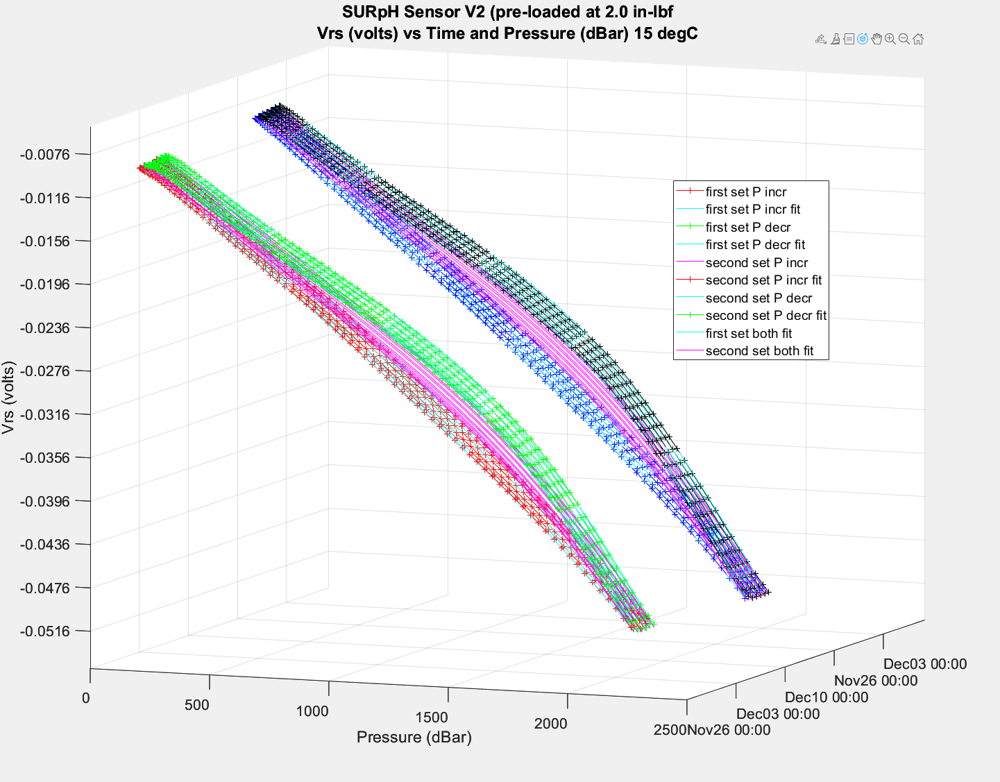 SURpH Sensor V2 (pre-loaded at 2.0 in-lbf
Vrs (volts) vs Time and Pressure (dBar) 15 degC
-0.0076
-0.0116
-0.0156
-0.0196
-0.0236
-0.0276
-0.0316
-0.0356
-0.0396
-0.0436
-0.0476
-0.0516
Vrs (volts)
first set P incr
first set P incr fit
first set P decr
first set P decr fit
second set P incr
second set P incr fit
second set P decr
second set P decr fit
first set both fit
second set both fit
0
500
1000
1500
2000
2500
Pressure (dBar)
Nov26 00:00
Dec03 00:00
Dec10 00:00
Nov26 00:00
Dec03 00:00